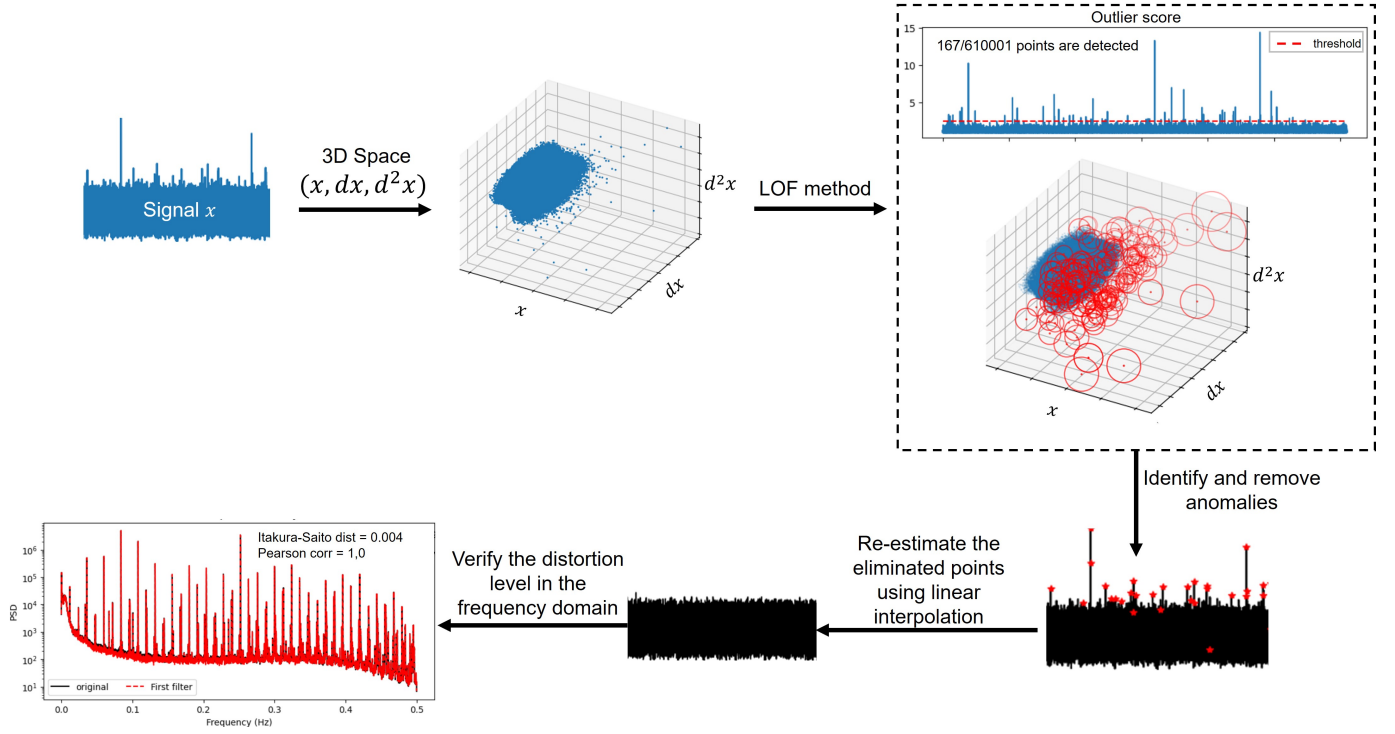 Signal x
3D Space
(x, dx, d²x)
d²x
dx
x
LOF method
Outlier score
167/610001 points are detected
threshold
15
10
5
d²x
dx
x
Identify and remove
anomalies
Re-estimate the
eliminated points
using linear
interpolation
Verify the distortion
level in the
frequency domain
Itakura-Saito dist = 0.004
Pearson corr = 1,0
PSD
10⁶
10⁵
10⁴
10³
10²
10¹
original
First filter
0.0
0.1
0.2
0.3
0.4
0.5
Frequency (Hz)